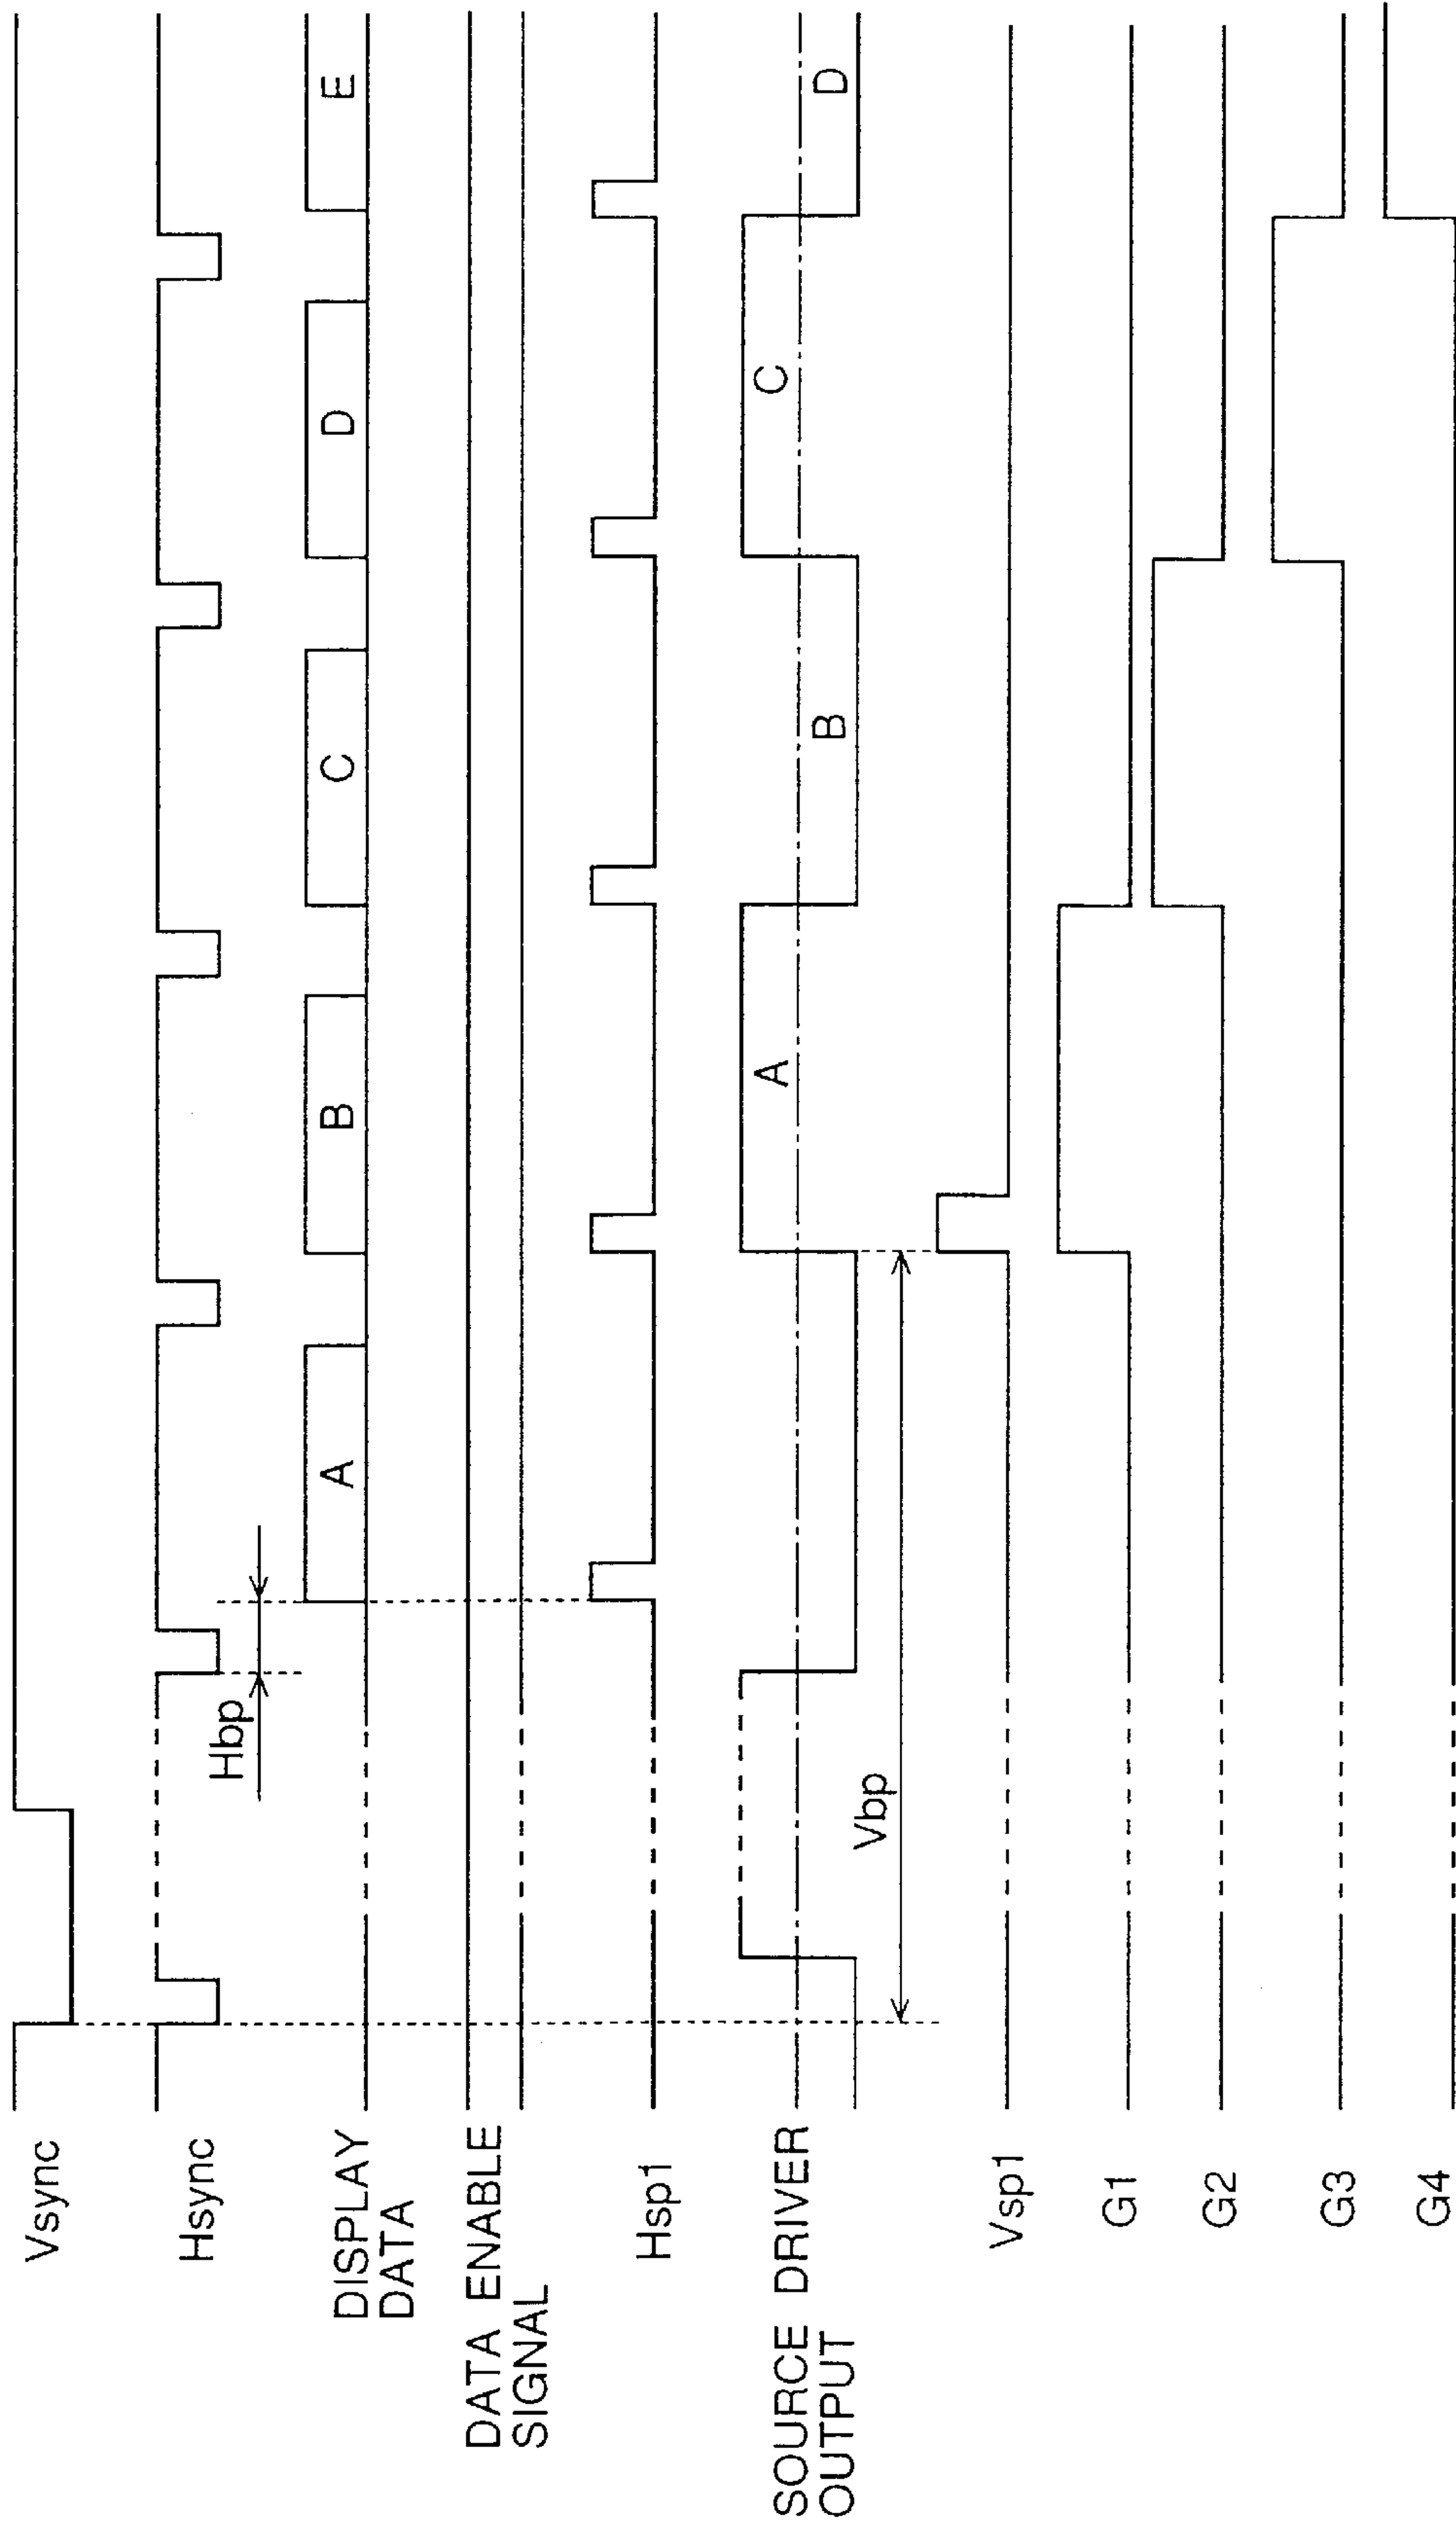 Vsync
Hsync
Hbp
DISPLAY
DATA
A
B
C
D
E
DATA ENABLE
SIGNAL
Hsp1
SOURCE DRIVER
OUTPUT
A
B
C
D
Vbp
Vsp1
G1
G2
G3
G4